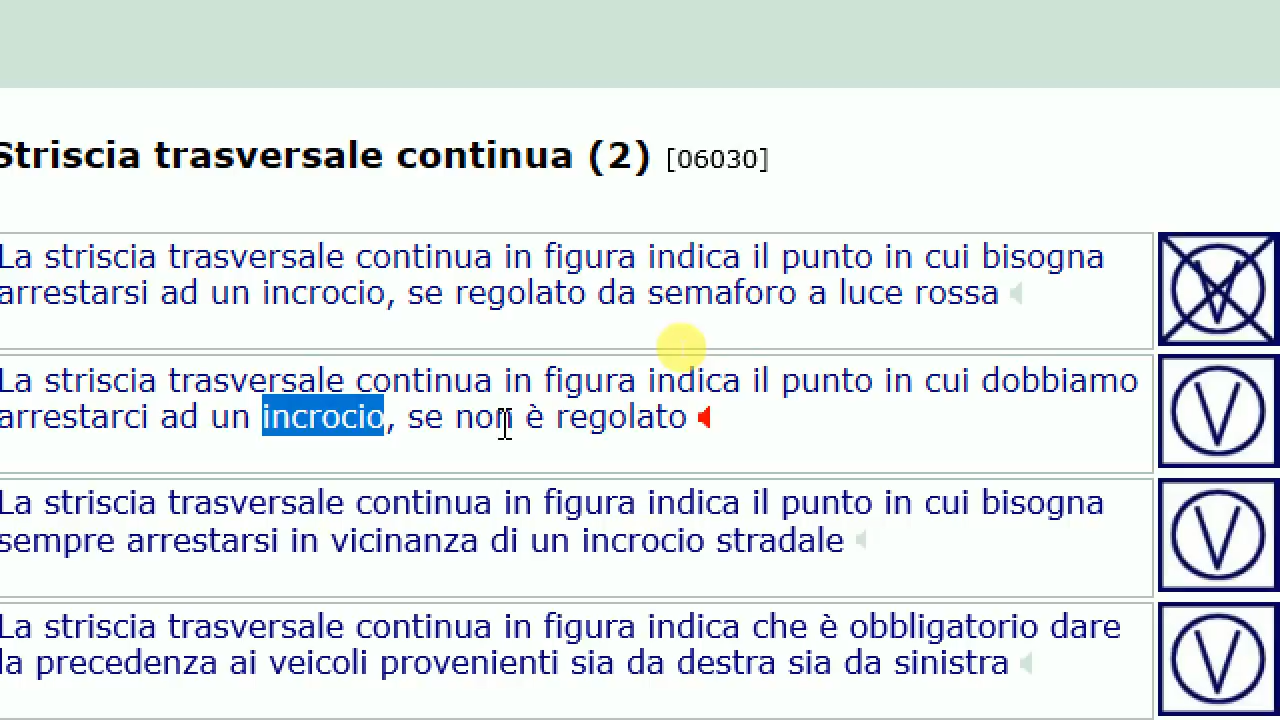 Striscia trasversale continua (2) [06030]
La striscia trasversale continua in figura indica il punto in cui bisogna
arrestarsi ad un incrocio, se regolato da semaforo a luce rossa
V
La striscia trasversale continua in figura indica il punto in cui dobbiamo
arrestarci ad un incrocio, se non è regolato
V
La striscia trasversale continua in figura indica il punto in cui bisogna
sempre arrestarsi in vicinanza di un incrocio stradale
V
La striscia trasversale continua in figura indica che è obbligatorio dare
la precedenza ai veicoli provenienti sia da destra sia da sinistra
V